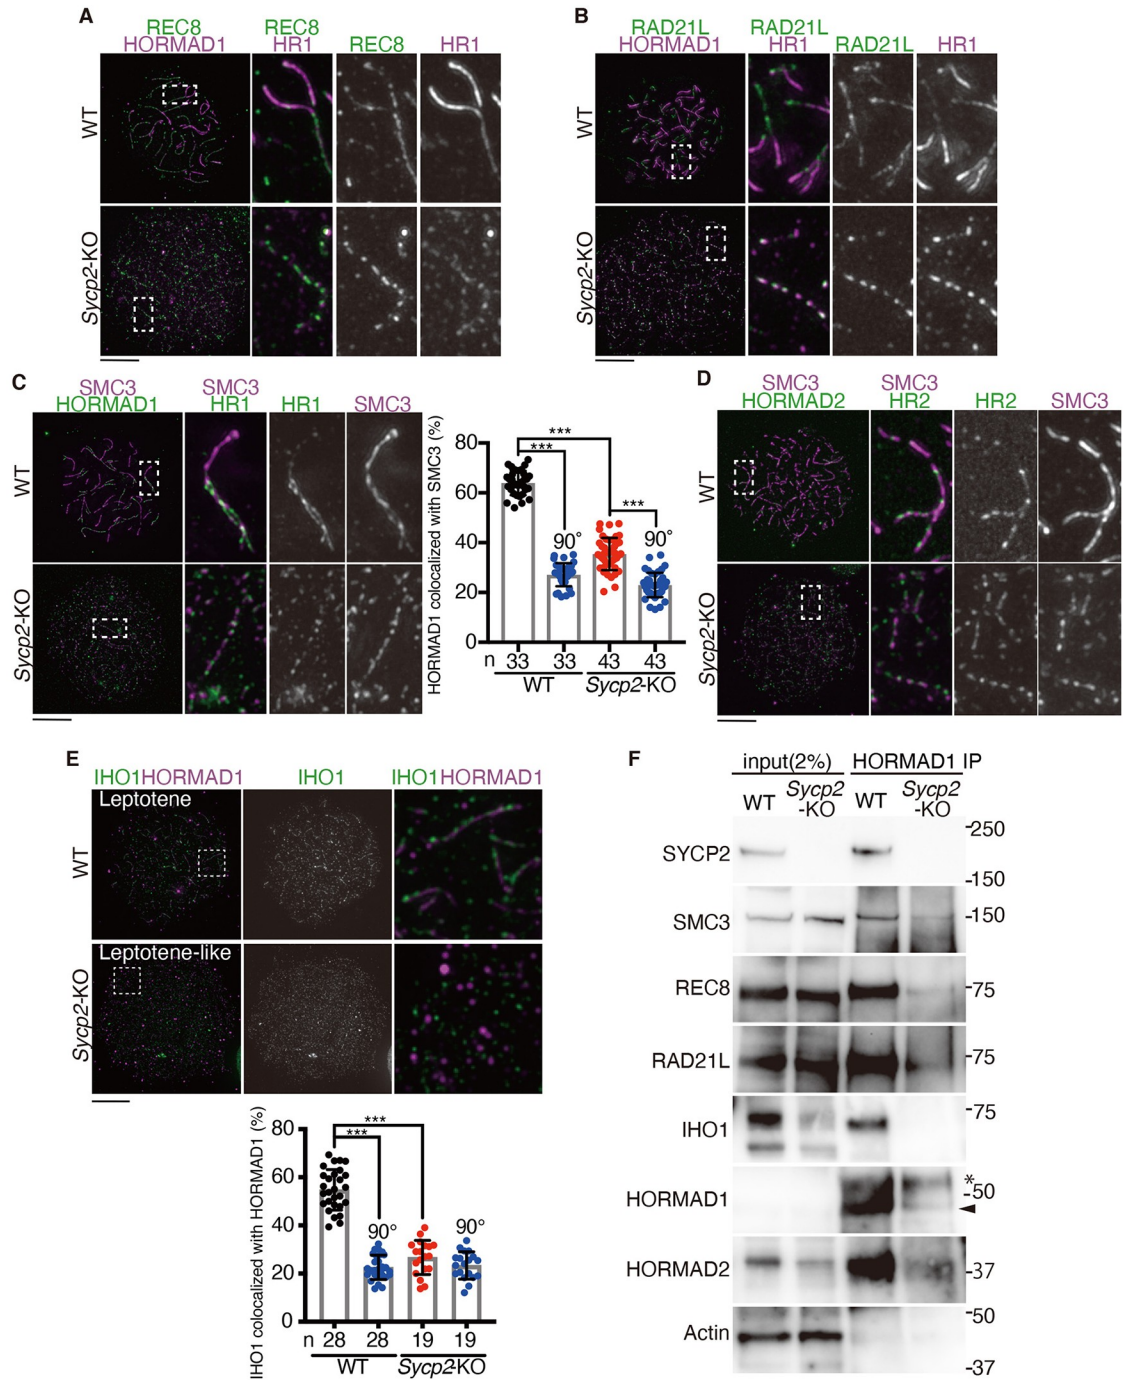 A
REC8
HORMAD1
REC8
HR1
REC8
HR1
WT
Sycp2-KO
B
RAD21L
HORMAD1
RAD21L
HR1
RAD21L
HR1
WT
Sycp2-KO
C
SMC3
HORMAD1
SMC3
HR1
HR1
SMC3
WT
Sycp2-KO
HORMAD1 colocalized with SMC3 (%)
80
60
40
20
0
***
***
***
90°
90°
n 33 33 43 43
WT Sycp2-KO
D
SMC3
HORMAD2
SMC3
HR2
HR2
SMC3
WT
Sycp2-KO
E
IHO1HORMAD1
IHO1
IHO1HORMAD1
Leptotene
WT
Leptotene-like
Sycp2-KO
IHO1 colocalized with HORMAD1 (%)
80
60
40
20
0
***
***
90°
90°
n 28 28 19 19
WT Sycp2-KO
F
input(2%) HORMAD1 IP
WT Sycp2 -KO WT Sycp2 -KO
SYCP2
-250
-150
SMC3
-150
REC8
-75
RAD21L
-75
IHO1
-75
HORMAD1
*
-50
HORMAD2
-37
Actin
-50
-37